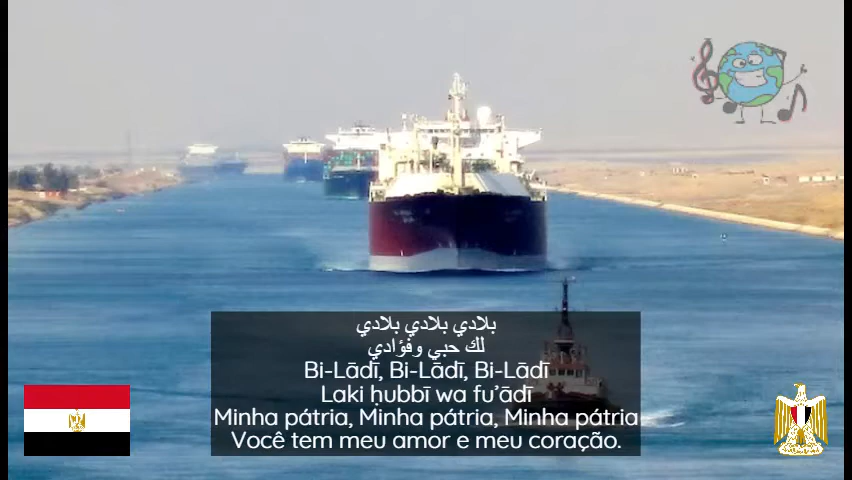 بلادي بلادي بلادي
لك حبي وفؤادي
Bi-Lādī, Bi-Lādī, Bi-Lādī
Laki ḥubbī wa fu’ādī
Minha pátria, Minha pátria, Minha pátria
Você tem meu amor e meu coração.